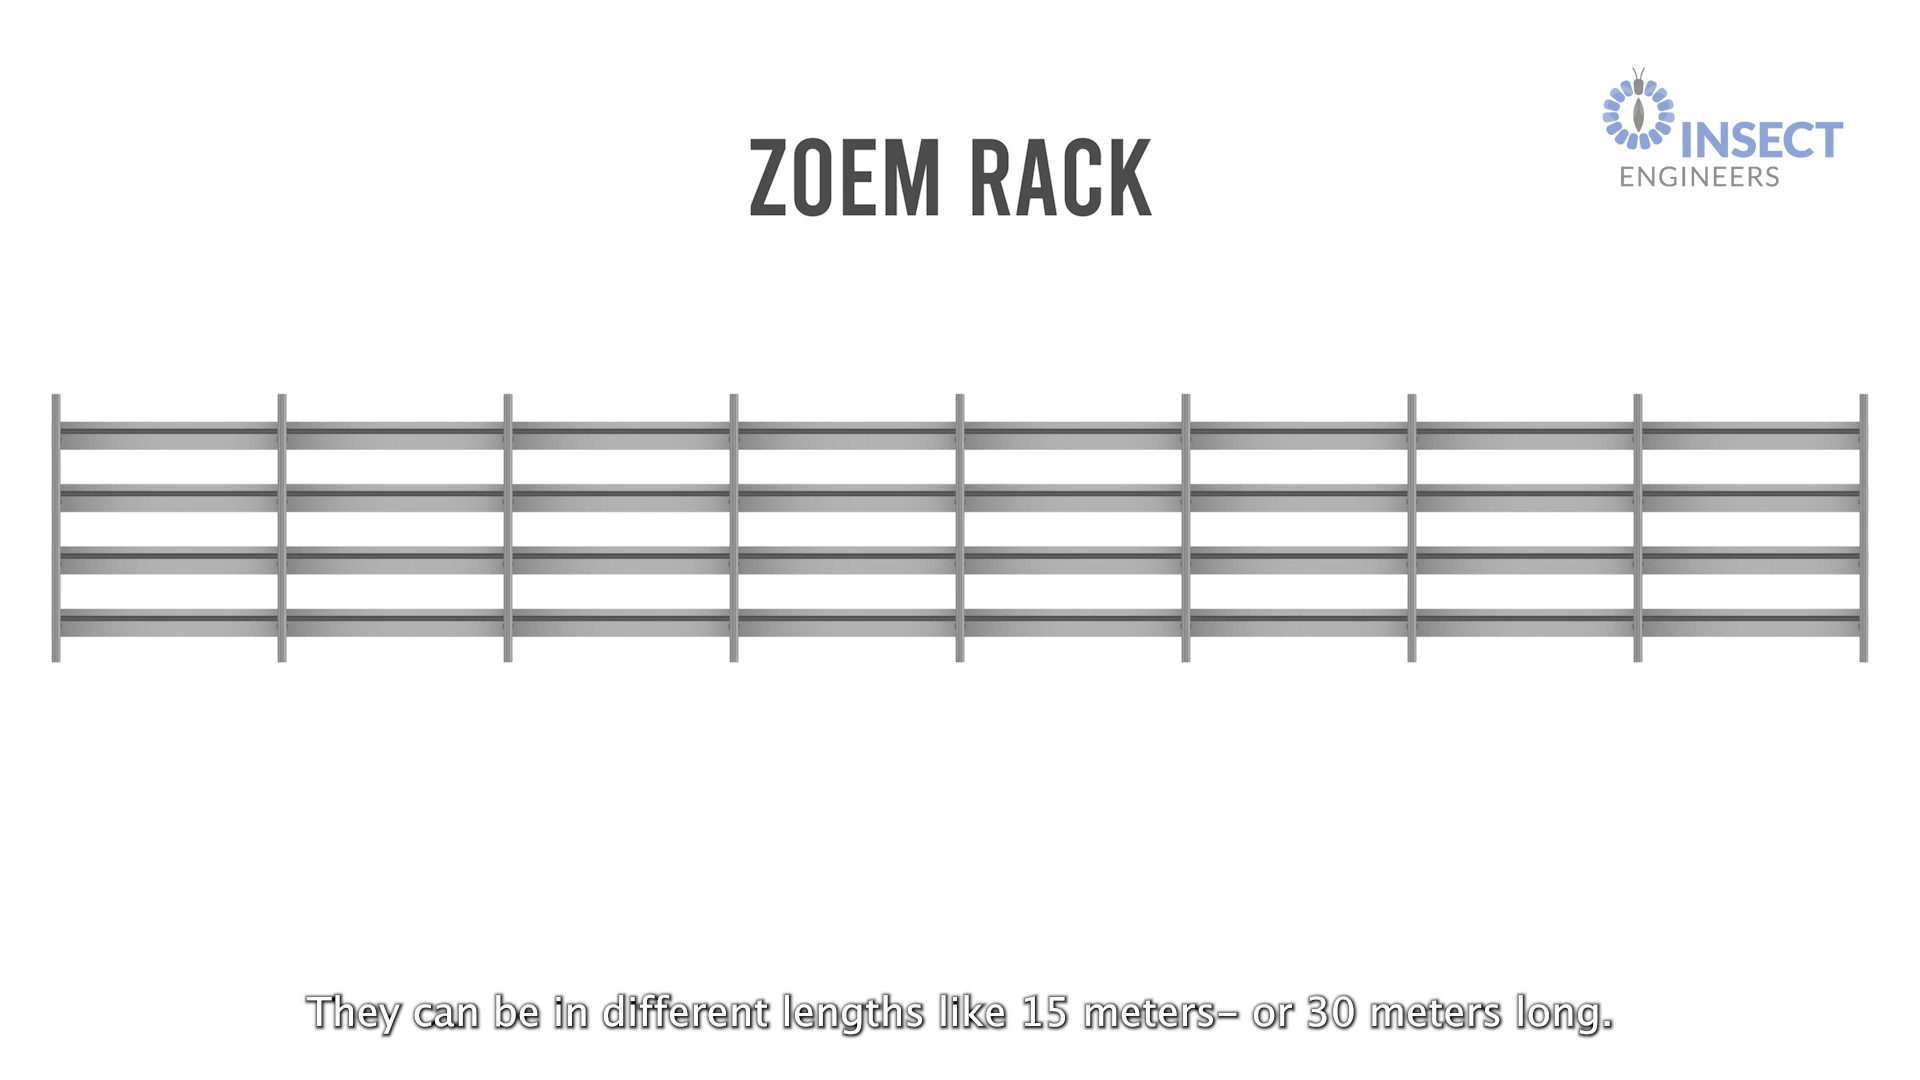 ZOEM RACK
INSECT
ENGINEERS
They can be in different lengths like 15 meters- or 30 meters long.